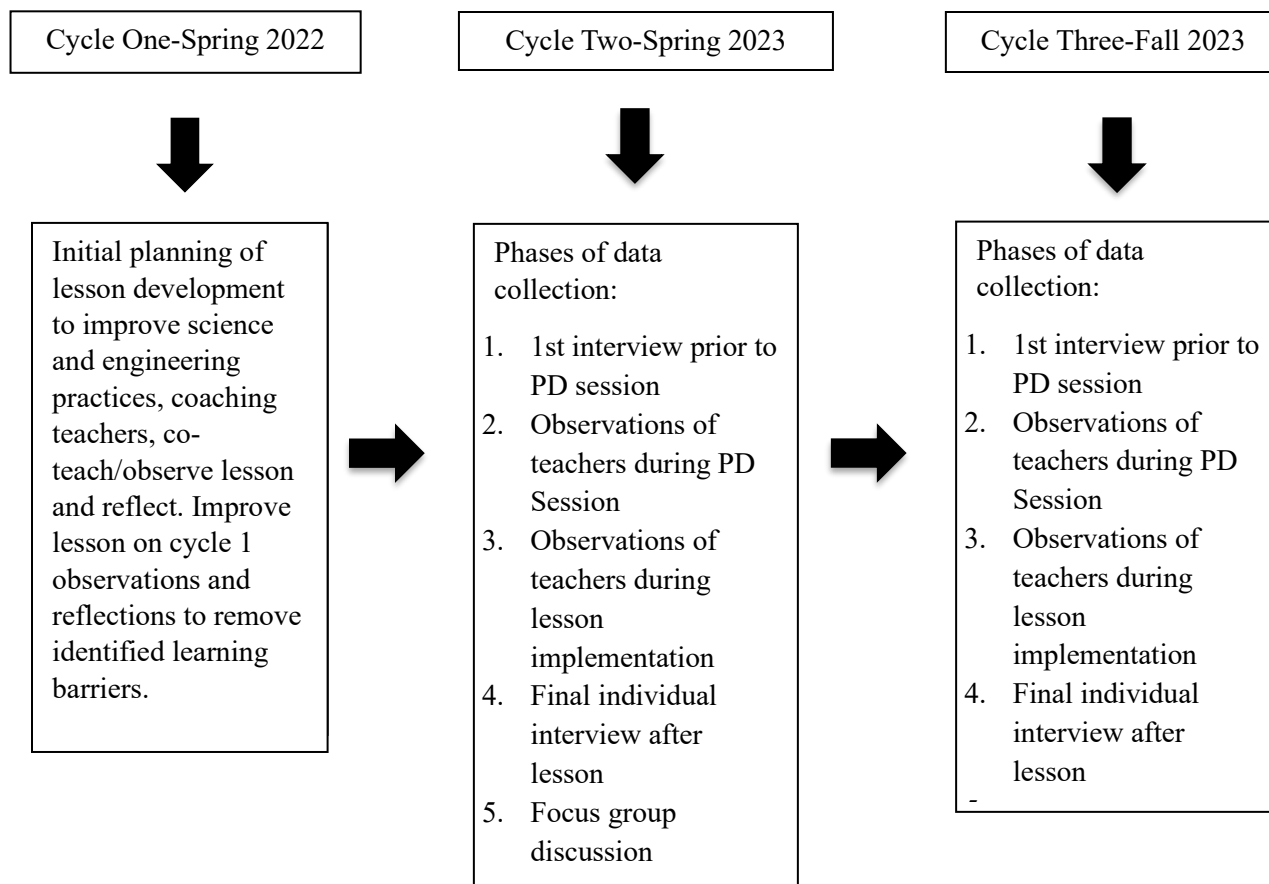 Cycle One-Spring 2022
Cycle Two-Spring 2023
Cycle Three-Fall 2023
Initial planning of
lesson development
to improve science
and engineering
practices, coaching
teachers, co-
teach/observe lesson
and reflect. Improve
lesson on cycle 1
observations and
reflections to remove
identified learning
barriers.
Phases of data
collection:
1. 1st interview prior to
PD session
2. Observations of
teachers during PD
Session
3. Observations of
teachers during
lesson
implementation
4. Final individual
interview after
lesson
5. Focus group
discussion
Phases of data
collection:
1. 1st interview prior to
PD session
2. Observations of
teachers during PD
Session
3. Observations of
teachers during
lesson
implementation
4. Final individual
interview after
lesson